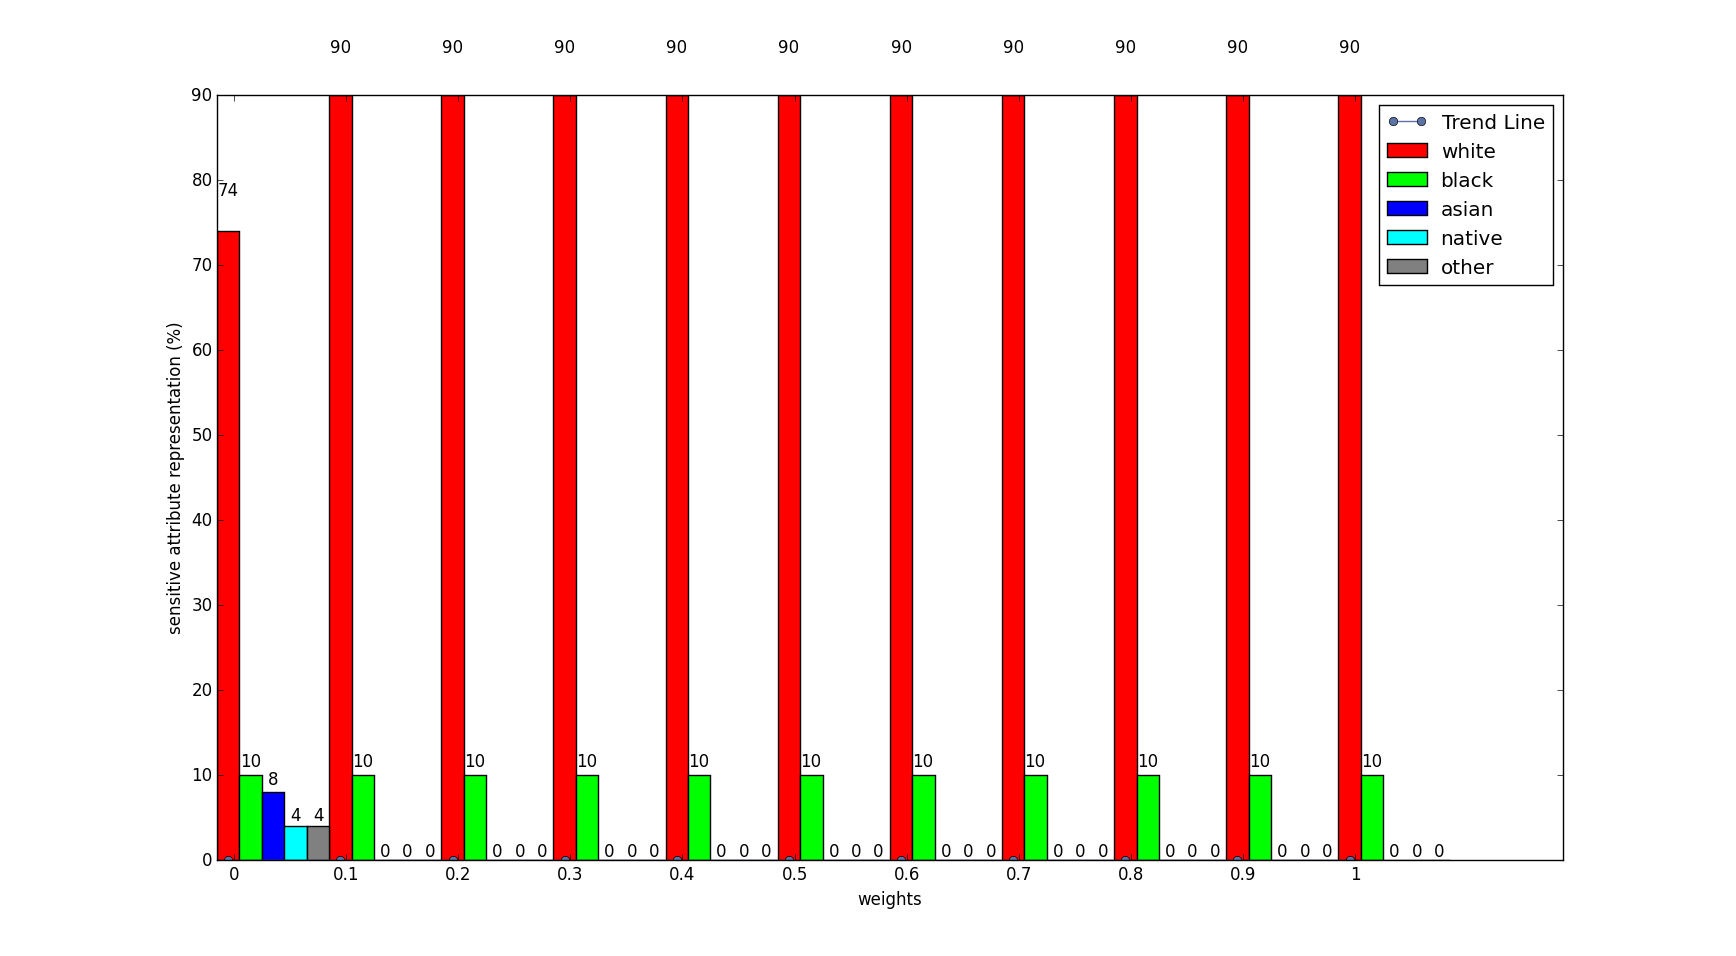 90 90 90 90 90 90 90 90 90 90
90
80
74
70
60
50
40
30
20
10
0
sensitive attribute representation (%)
Trend Line
white
black
asian
native
other
10 8 4 4
10 0 0 0
10 0 0 0
10 0 0 0
10 0 0 0
10 0 0 0
10 0 0 0
10 0 0 0
10 0 0 0
10 0 0 0
10 0 0 0
0 0.1 0.2 0.3 0.4 0.5 0.6 0.7 0.8 0.9 1
weights